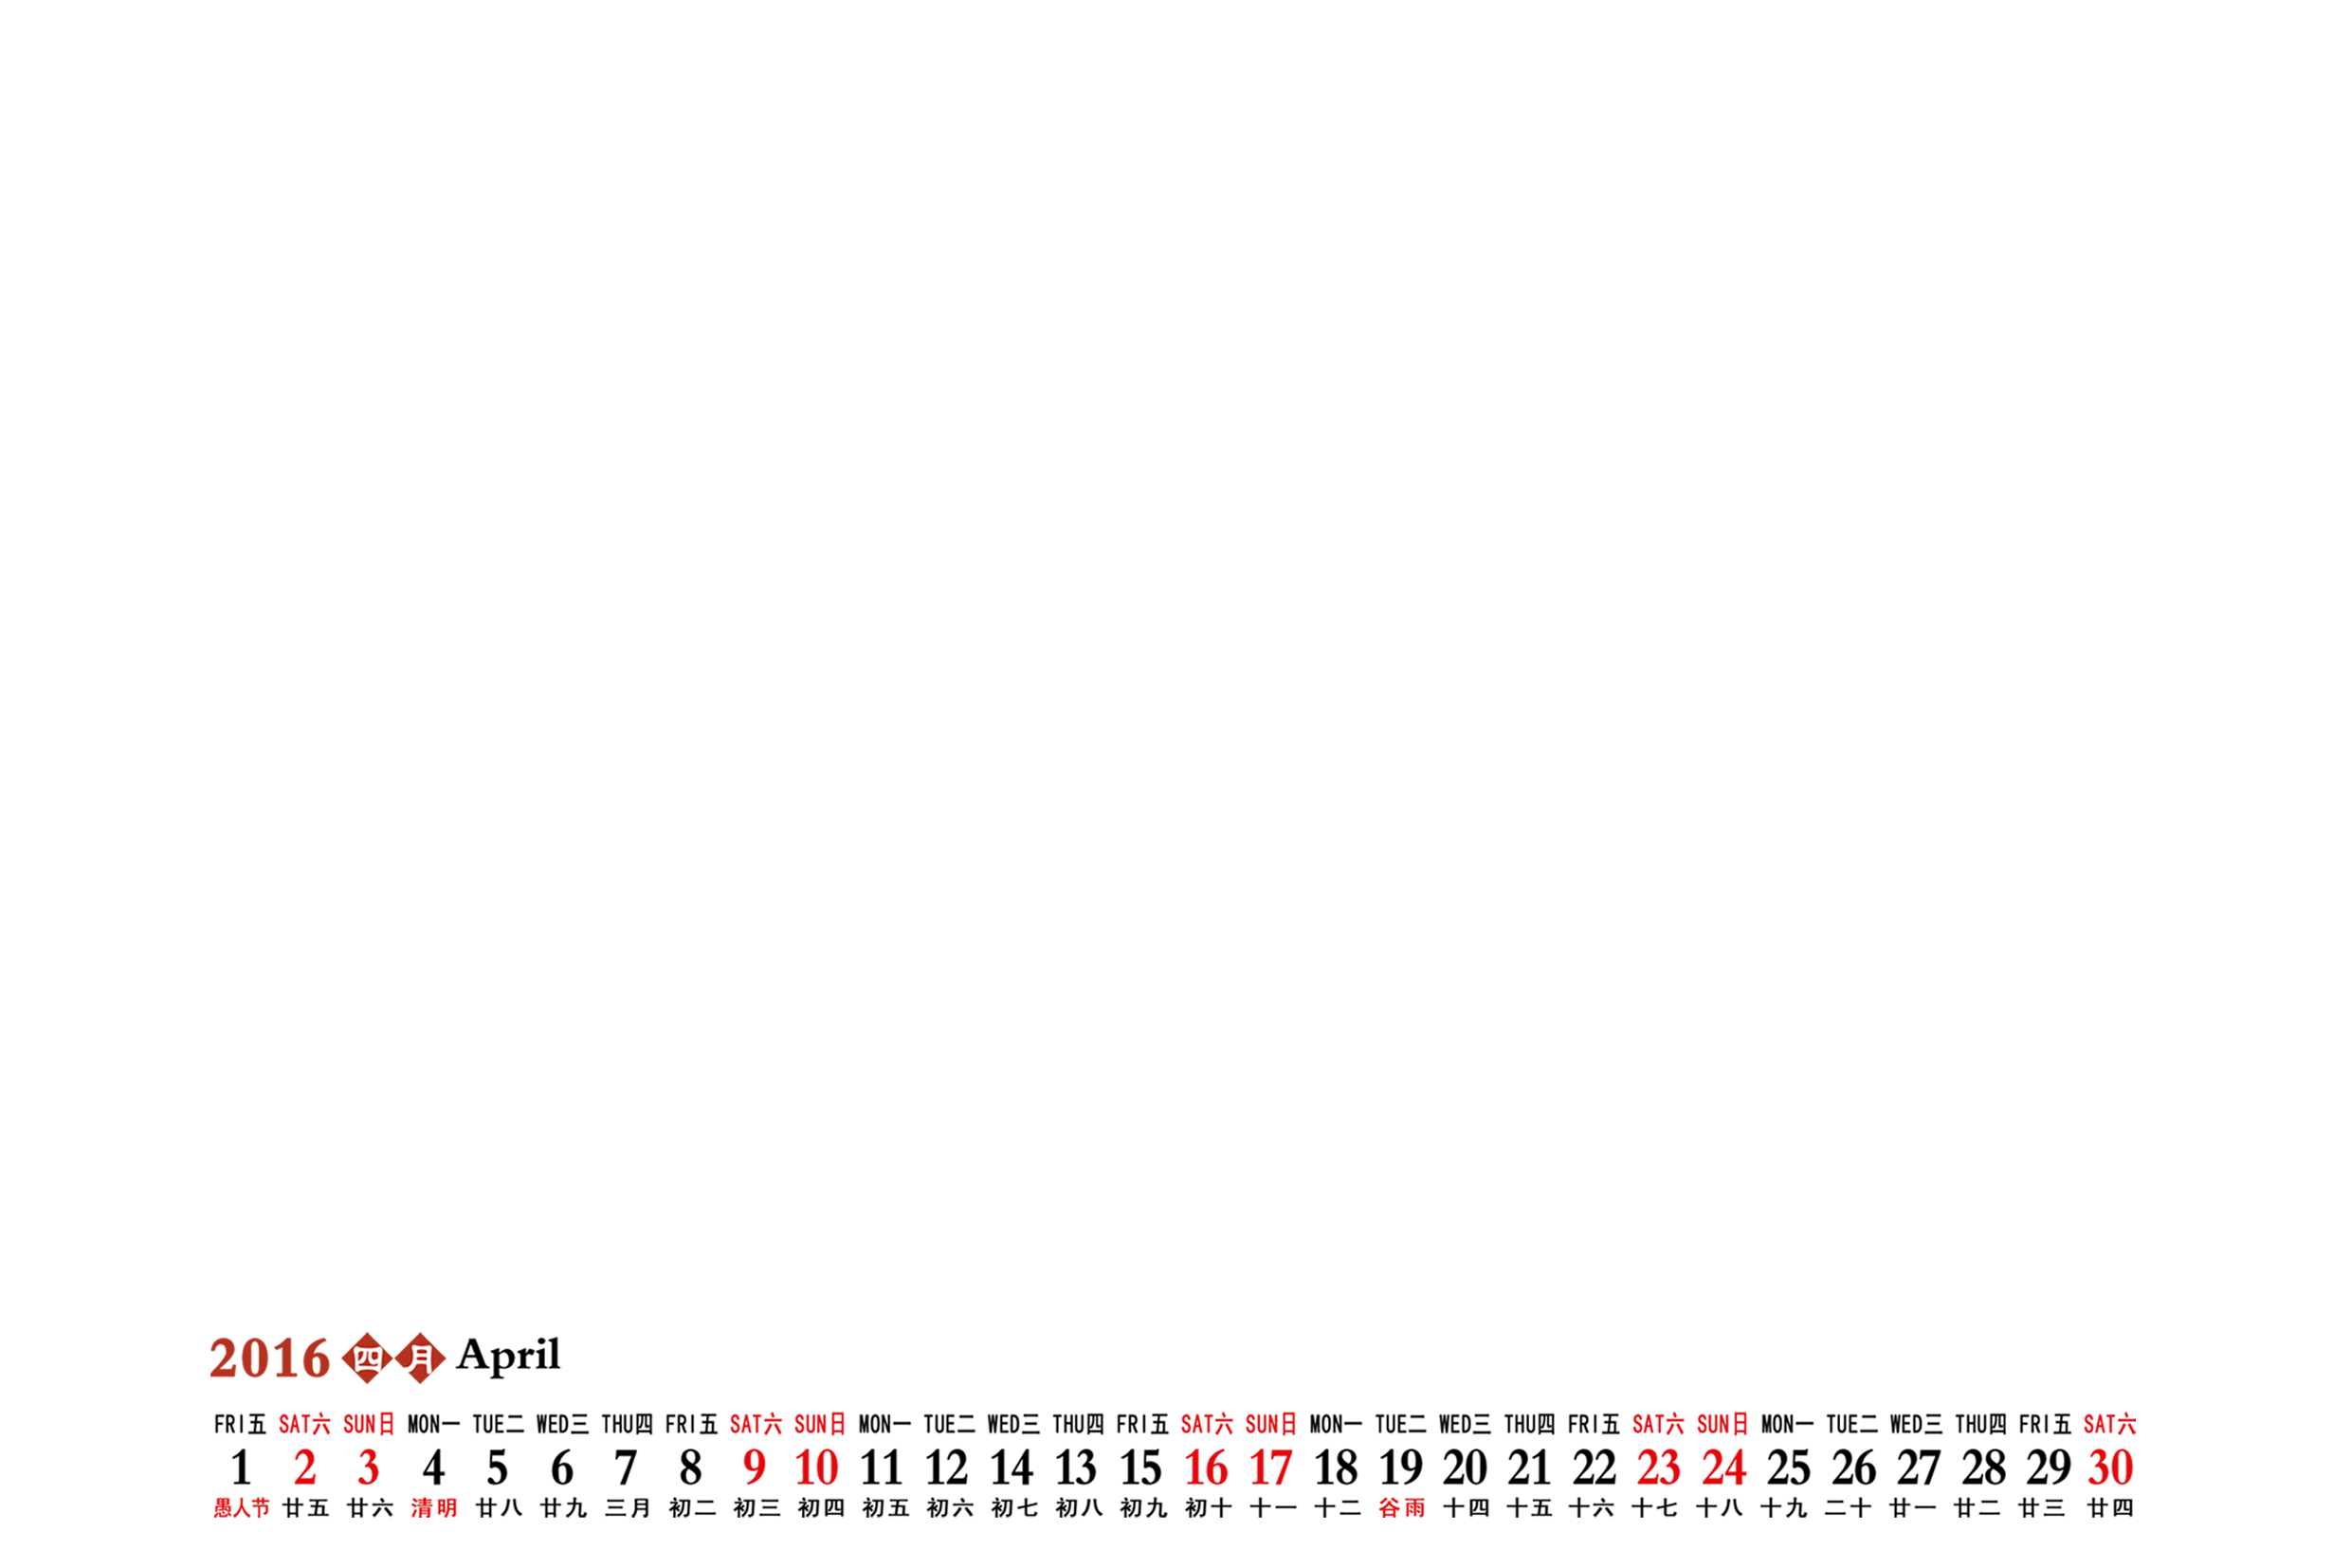 2016 四月 April
FRI五 SAT六 SUN日 MON一 TUE二 WED三 THU四 FRI五 SAT六 SUN日 MON一 TUE二 WED三 THU四 FRI五 SAT六 SUN日 MON一 TUE二 WED三 THU四 FRI五 SAT六 SUN日 MON一 TUE二 WED三 THU四 FRI五 SAT六
1 2 3 4 5 6 7 8 9 10 11 12 14 13 15 16 17 18 19 20 21 22 23 24 25 26 27 28 29 30
愚人节 廿五 廿六 清明 廿八 廿九 三月 初二 初三 初四 初五 初六 初七 初八 初九 初十 十一 十二 谷雨 十四 十五 十六 十七 十八 十九 二十 廿一 廿二 廿三 廿四